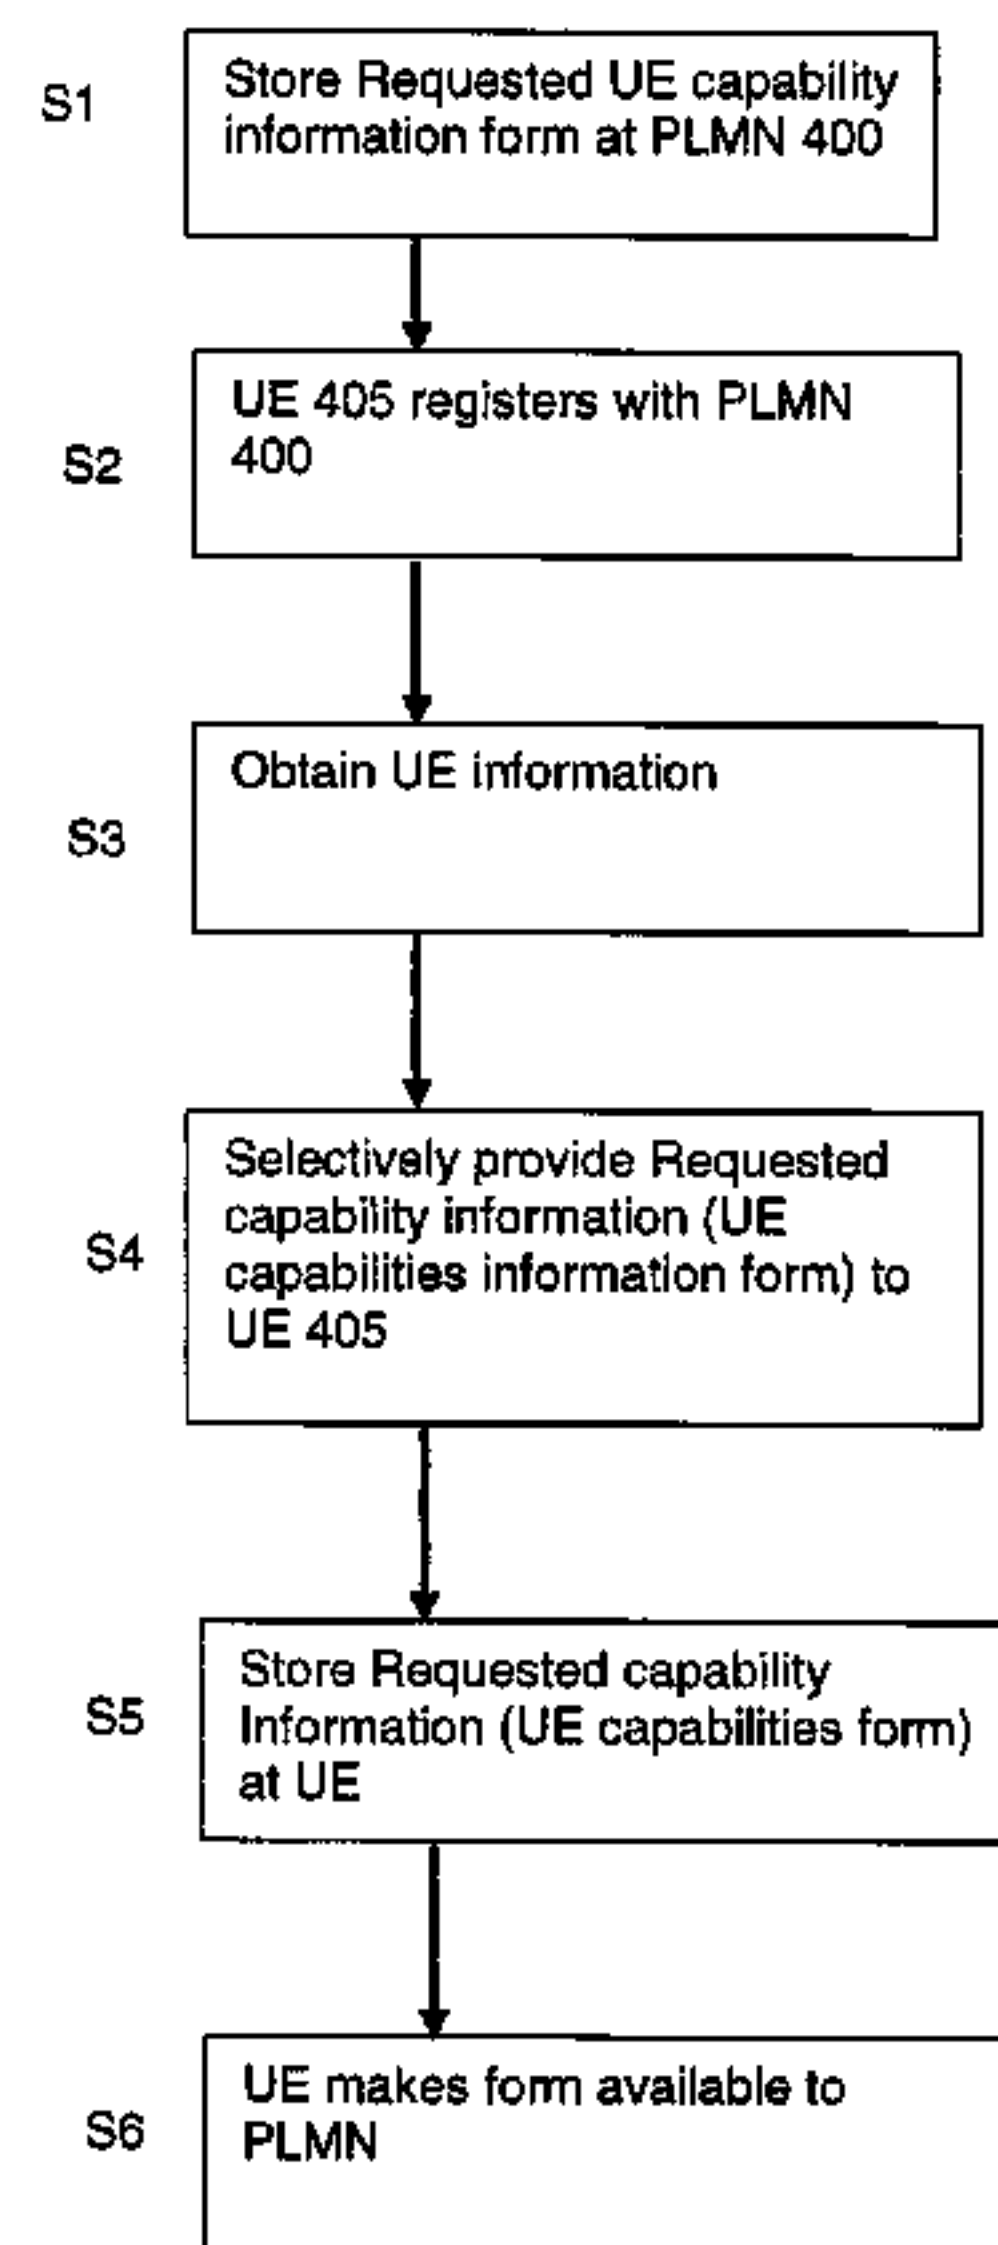 S1
Store Requested UE capability
information form at PLMN 400
S2
UE 405 registers with PLMN
400
S3
Obtain UE information
S4
Selectively provide Requested
capability information (UE
capabilities information form) to
UE 405
S5
Store Requested capability
Information (UE capabilities form)
at UE
S6
UE makes form available to
PLMN